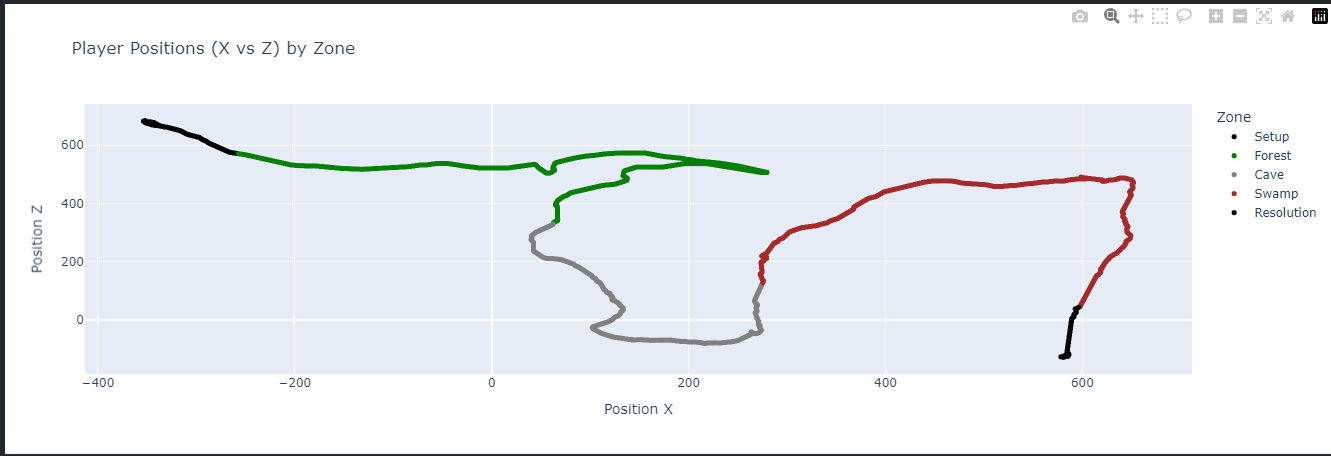 Player Positions (X vs Z) by Zone
Zone
Setup
Forest
Cave
Swamp
Resolution
Position Z
600
400
200
0
−400
−200
0
200
400
600
Position X